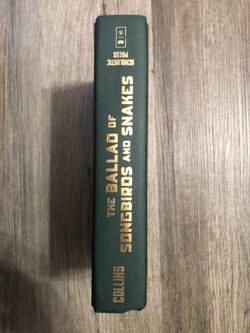 COLLINS
THE BALLAD OF
SONGBIRDS AND SNAKES
S
SCHOLASTIC
PRESS